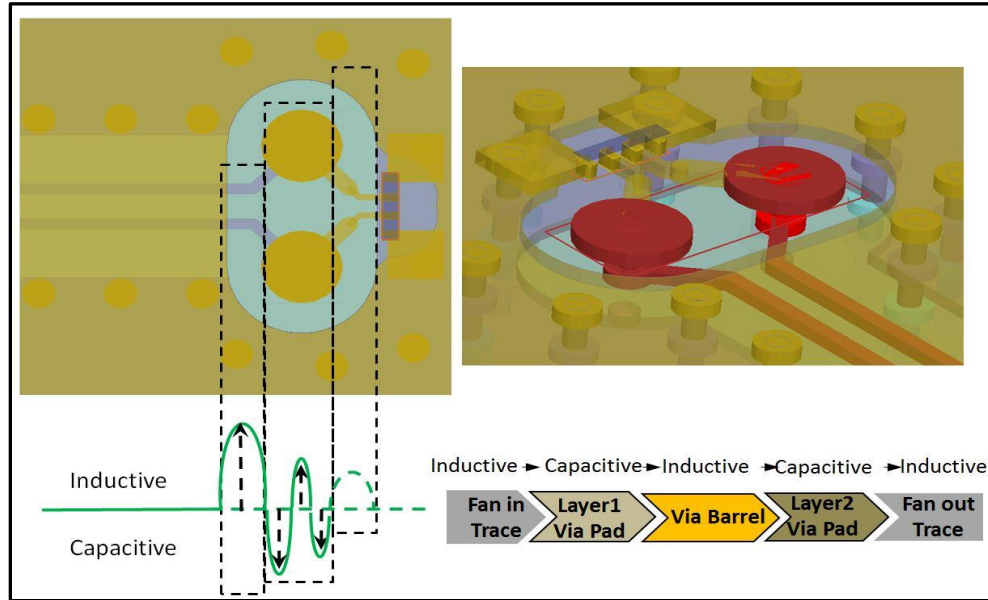 Inductive
Capacitive
Inductive Capacitive Inductive Capacitive Inductive
Fan in
Trace
Layer1
Via Pad
Via Barrel
Layer2
Via Pad
Fan out
Trace